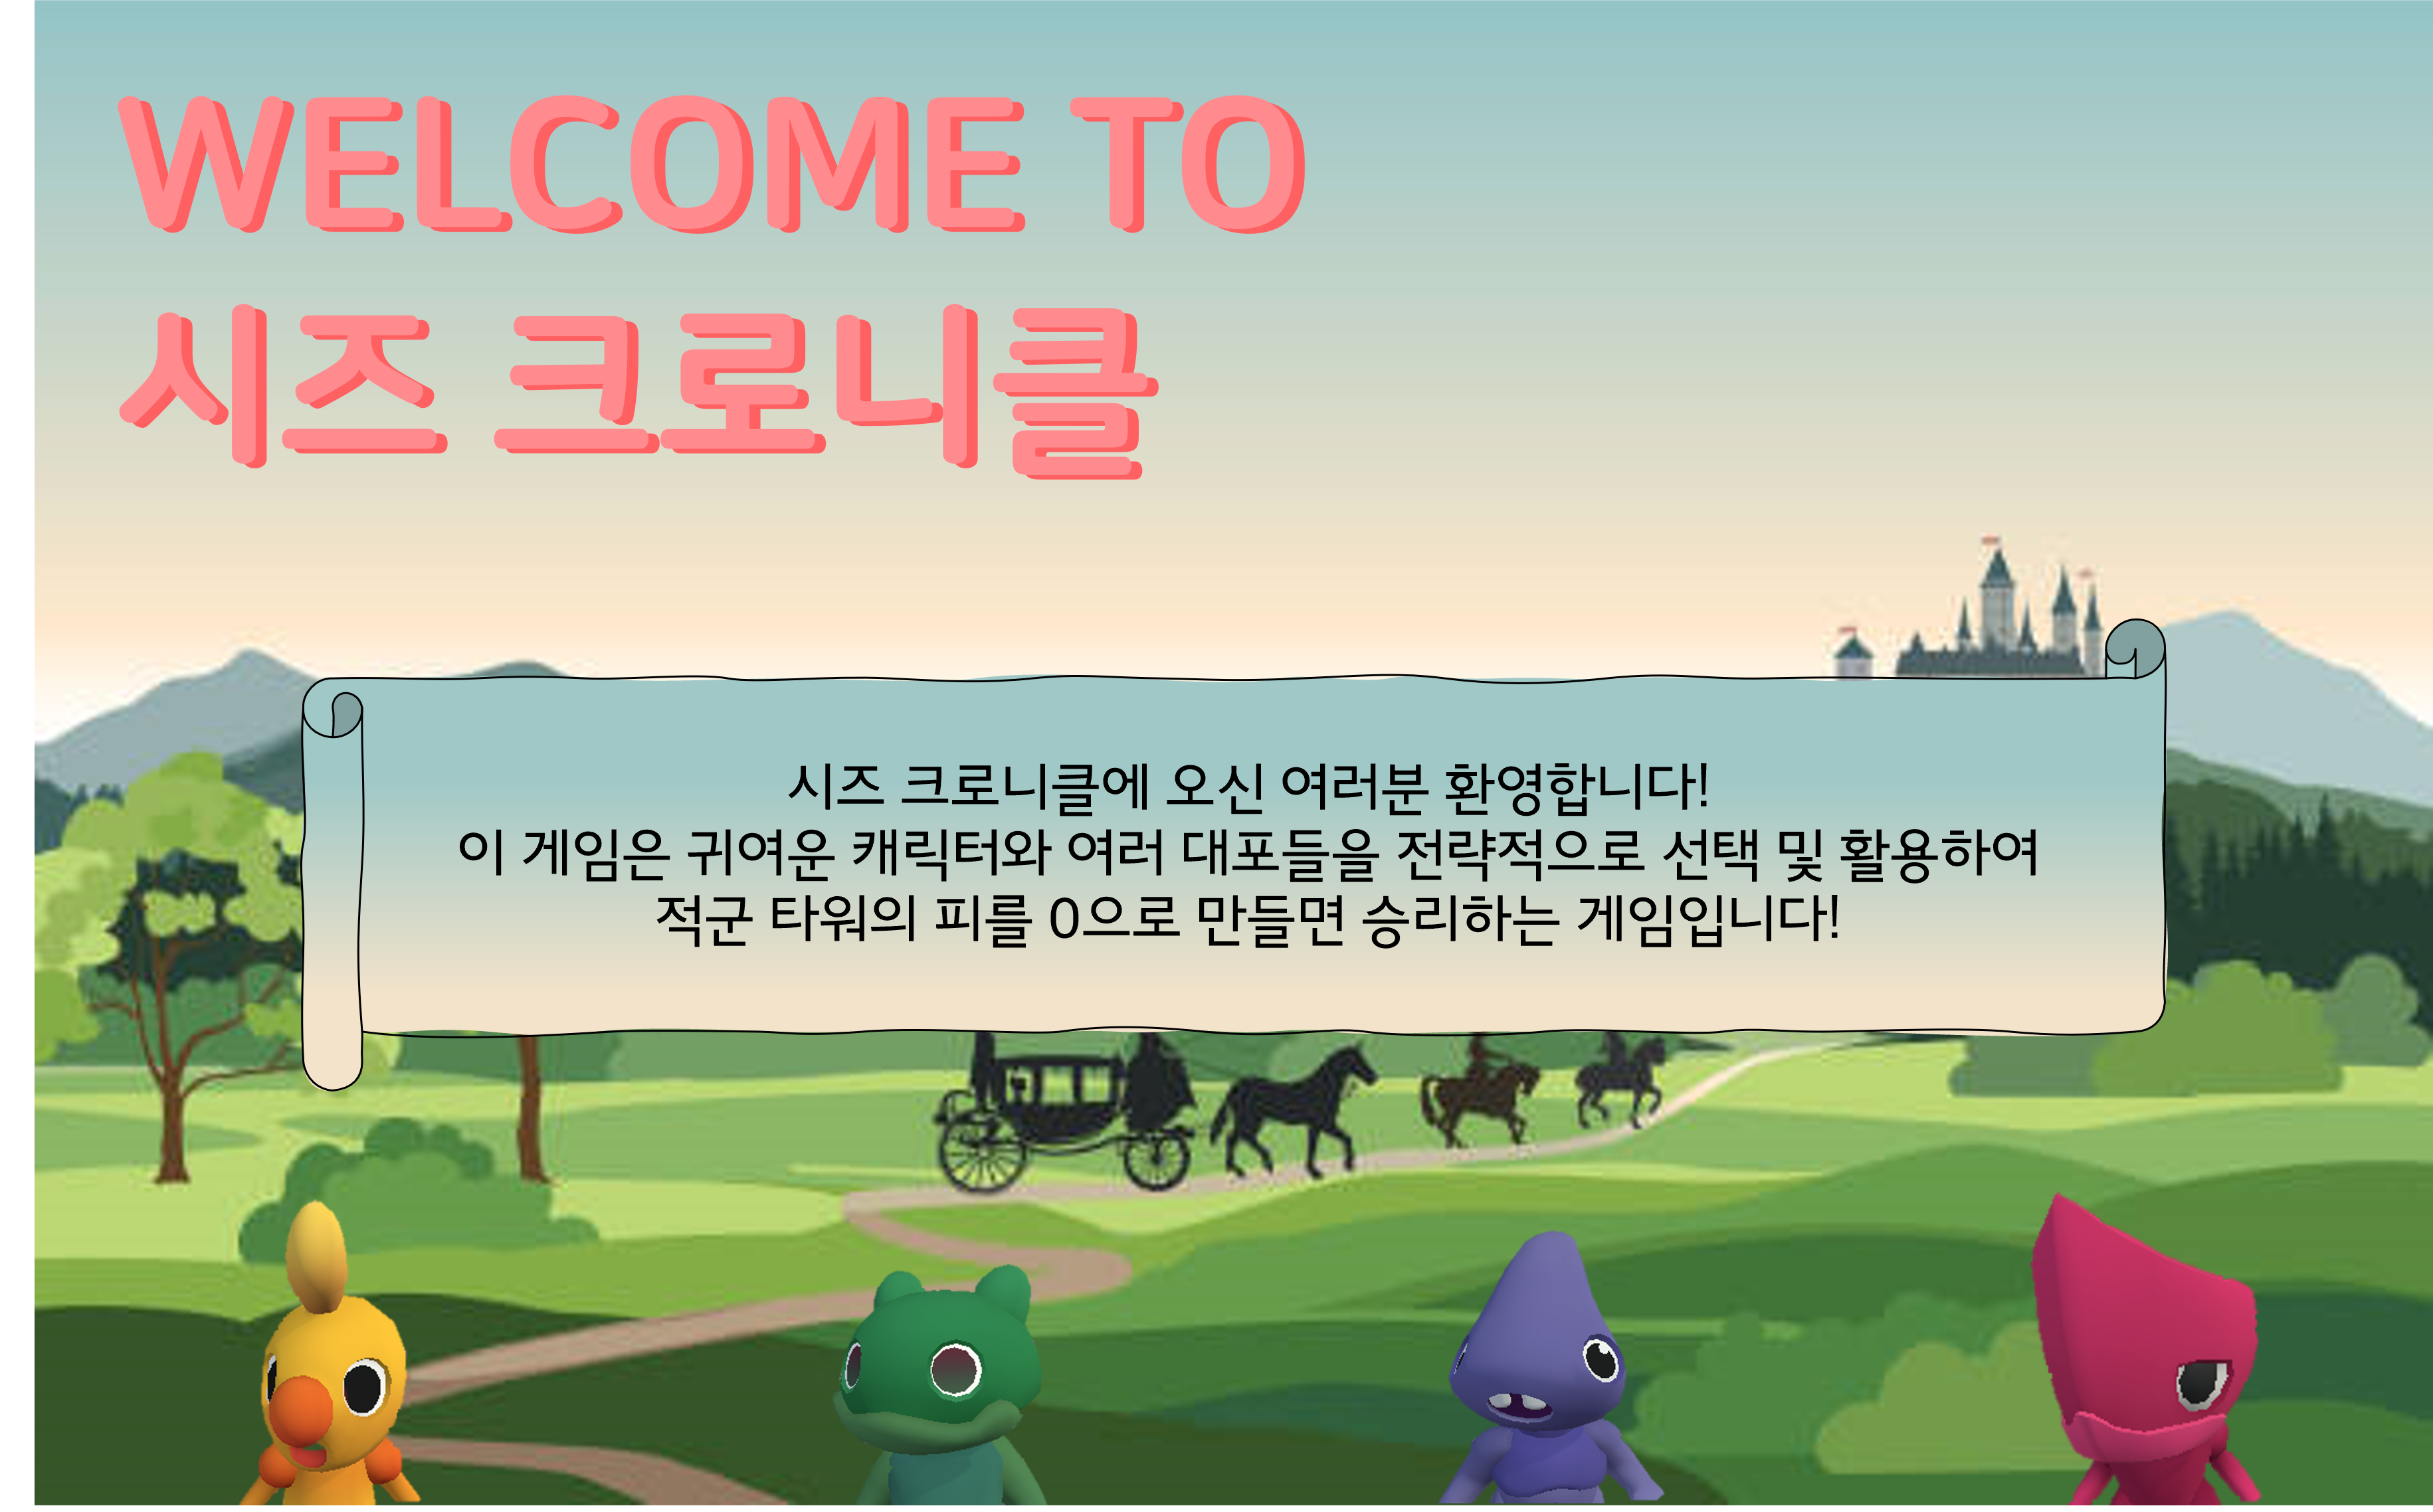 WELCOME TO
시즈 크로니클
시즈 크로니클에 오신 여러분 환영합니다!
이 게임은 귀여운 캐릭터와 여러 대포들을 전략적으로 선택 및 활용하여
적군 타워의 피를 0으로 만들면 승리하는 게임입니다!